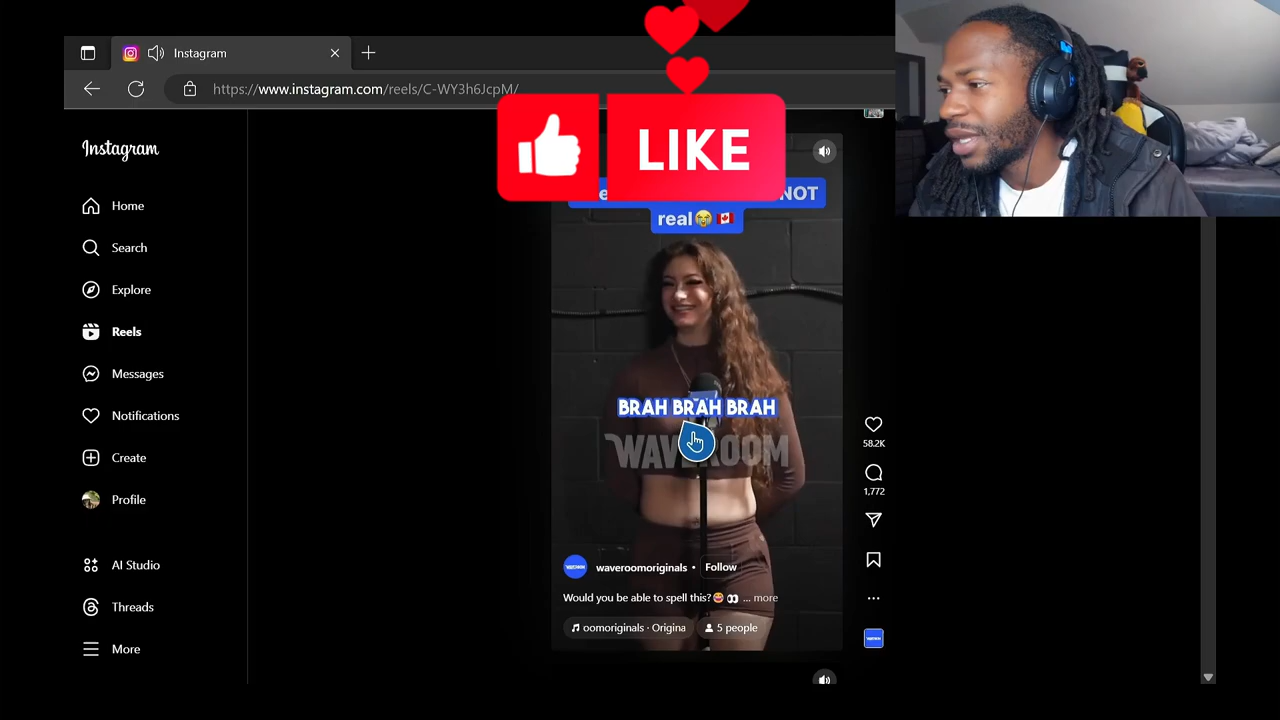 Instagram
https://www.instagram.com/reels/C-WY3h6JcpM/
LIKE
Instagram
Home
Search
Explore
Reels
Messages
Notifications
Create
Profile
AI Studio
Threads
More
NOT
real😭🇨🇦
BRAH BRAH BRAH
WAVEROOM
58.2K
1,772
waveroomoriginals • Follow
Would you be able to spell this?😅 👀 ... more
oomoriginals · Origina
5 people